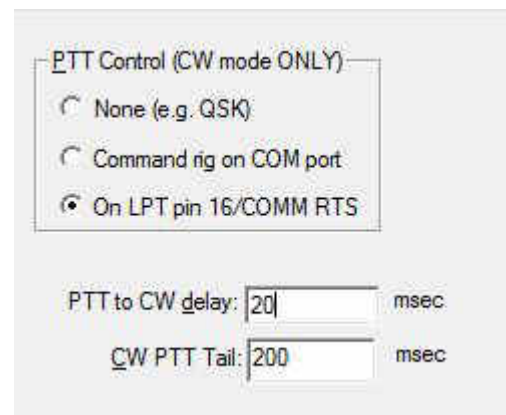 PTT Control (CW mode ONLY)
None (e.g. QSK)
Command rig on COM port
On LPT pin 16/COMM RTS
PTT to CW delay: 20 msec
CW PTT Tail: 200 msec